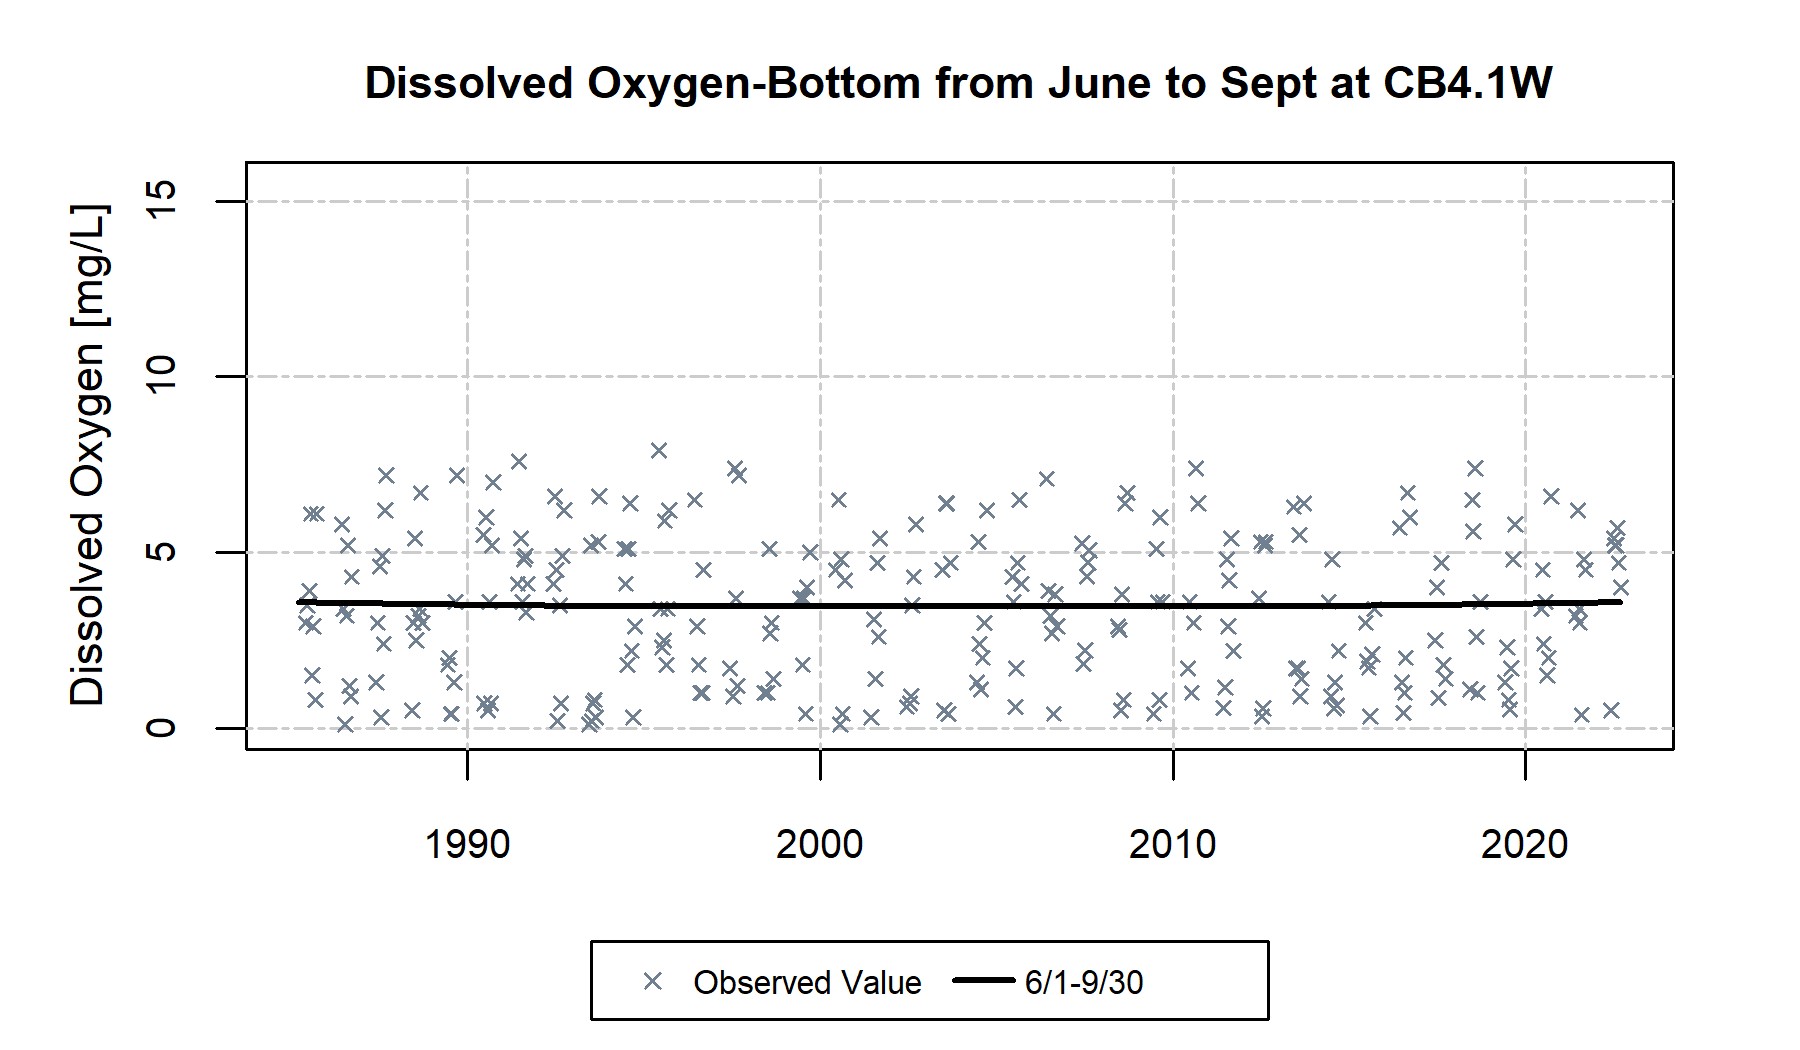 Dissolved Oxygen-Bottom from June to Sept at CB4.1W
Dissolved Oxygen [mg/L]
15
10
5
0
1990 2000 2010 2020
Observed Value 6/1-9/30